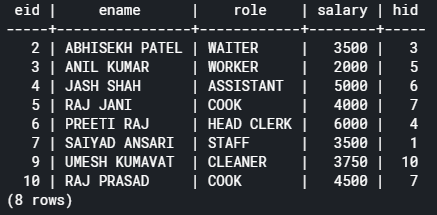 eid | ename | role | salary | hid
-----+----------------+------------+--------+-----
2 | ABHISEKH PATEL | WAITER | 3500 | 3
3 | ANIL KUMAR | WORKER | 2000 | 5
4 | JASH SHAH | ASSISTANT | 5000 | 6
5 | RAJ JANI | COOK | 4000 | 7
6 | PREETI RAJ | HEAD CLERK | 6000 | 4
7 | SAIYAD ANSARI | STAFF | 3500 | 1
9 | UMESH KUMAVAT | CLEANER | 3750 | 10
10 | RAJ PRASAD | COOK | 4500 | 7
(8 rows)